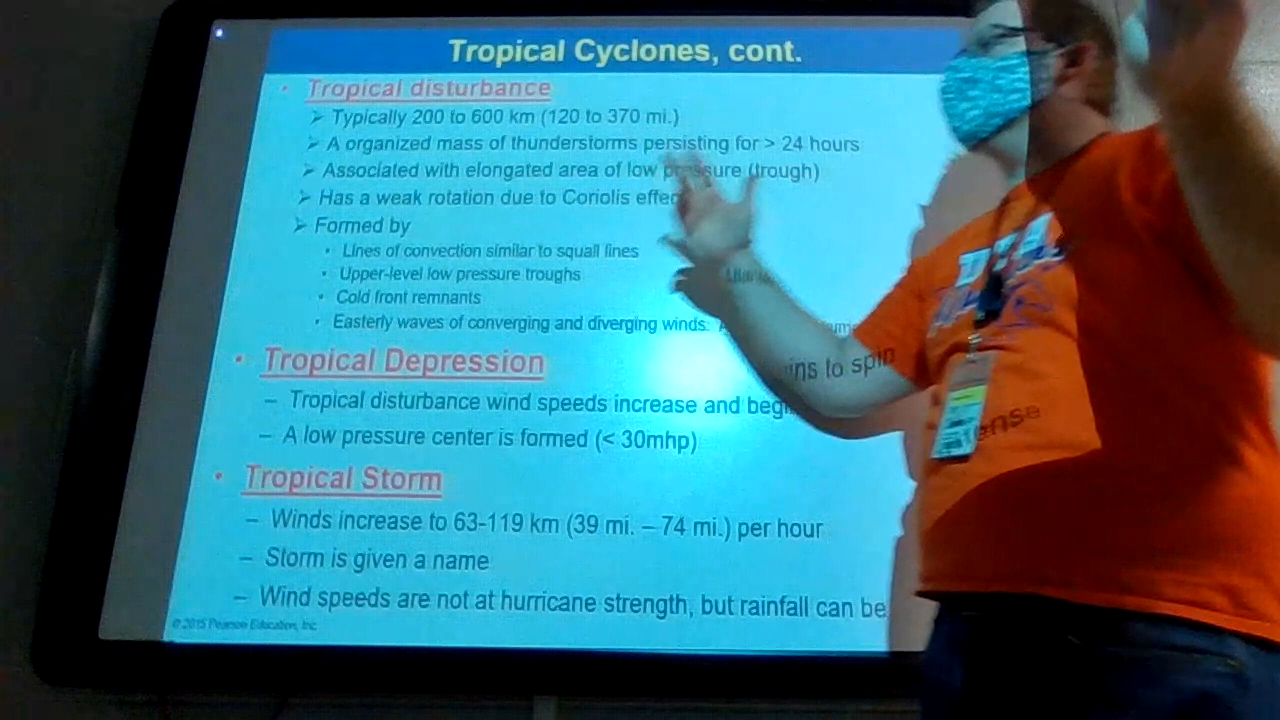 Tropical Cyclones, cont.
• Tropical disturbance
➢ Typically 200 to 600 km (120 to 370 mi.)
➢ A organized mass of thunderstorms persisting for > 24 hours
➢ Associated with elongated area of low pressure (trough)
➢ Has a weak rotation due to Coriolis
➢ Formed by
• Lines of convection similar to squall lines
• Upper-level low pressure troughs
• Cold front remnants
• Easterly waves of converging and diverging winds:
• Tropical Depression
– Tropical disturbance wind speeds increase and begins to spin
– A low pressure center is formed (< 30mhp)
• Tropical Storm
– Winds increase to 63-119 km (39 mi. – 74 mi.) per hour
– Storm is given a name
– Wind speeds are not at hurricane strength, but rainfall can be
© 2015 Pearson Education, Inc.